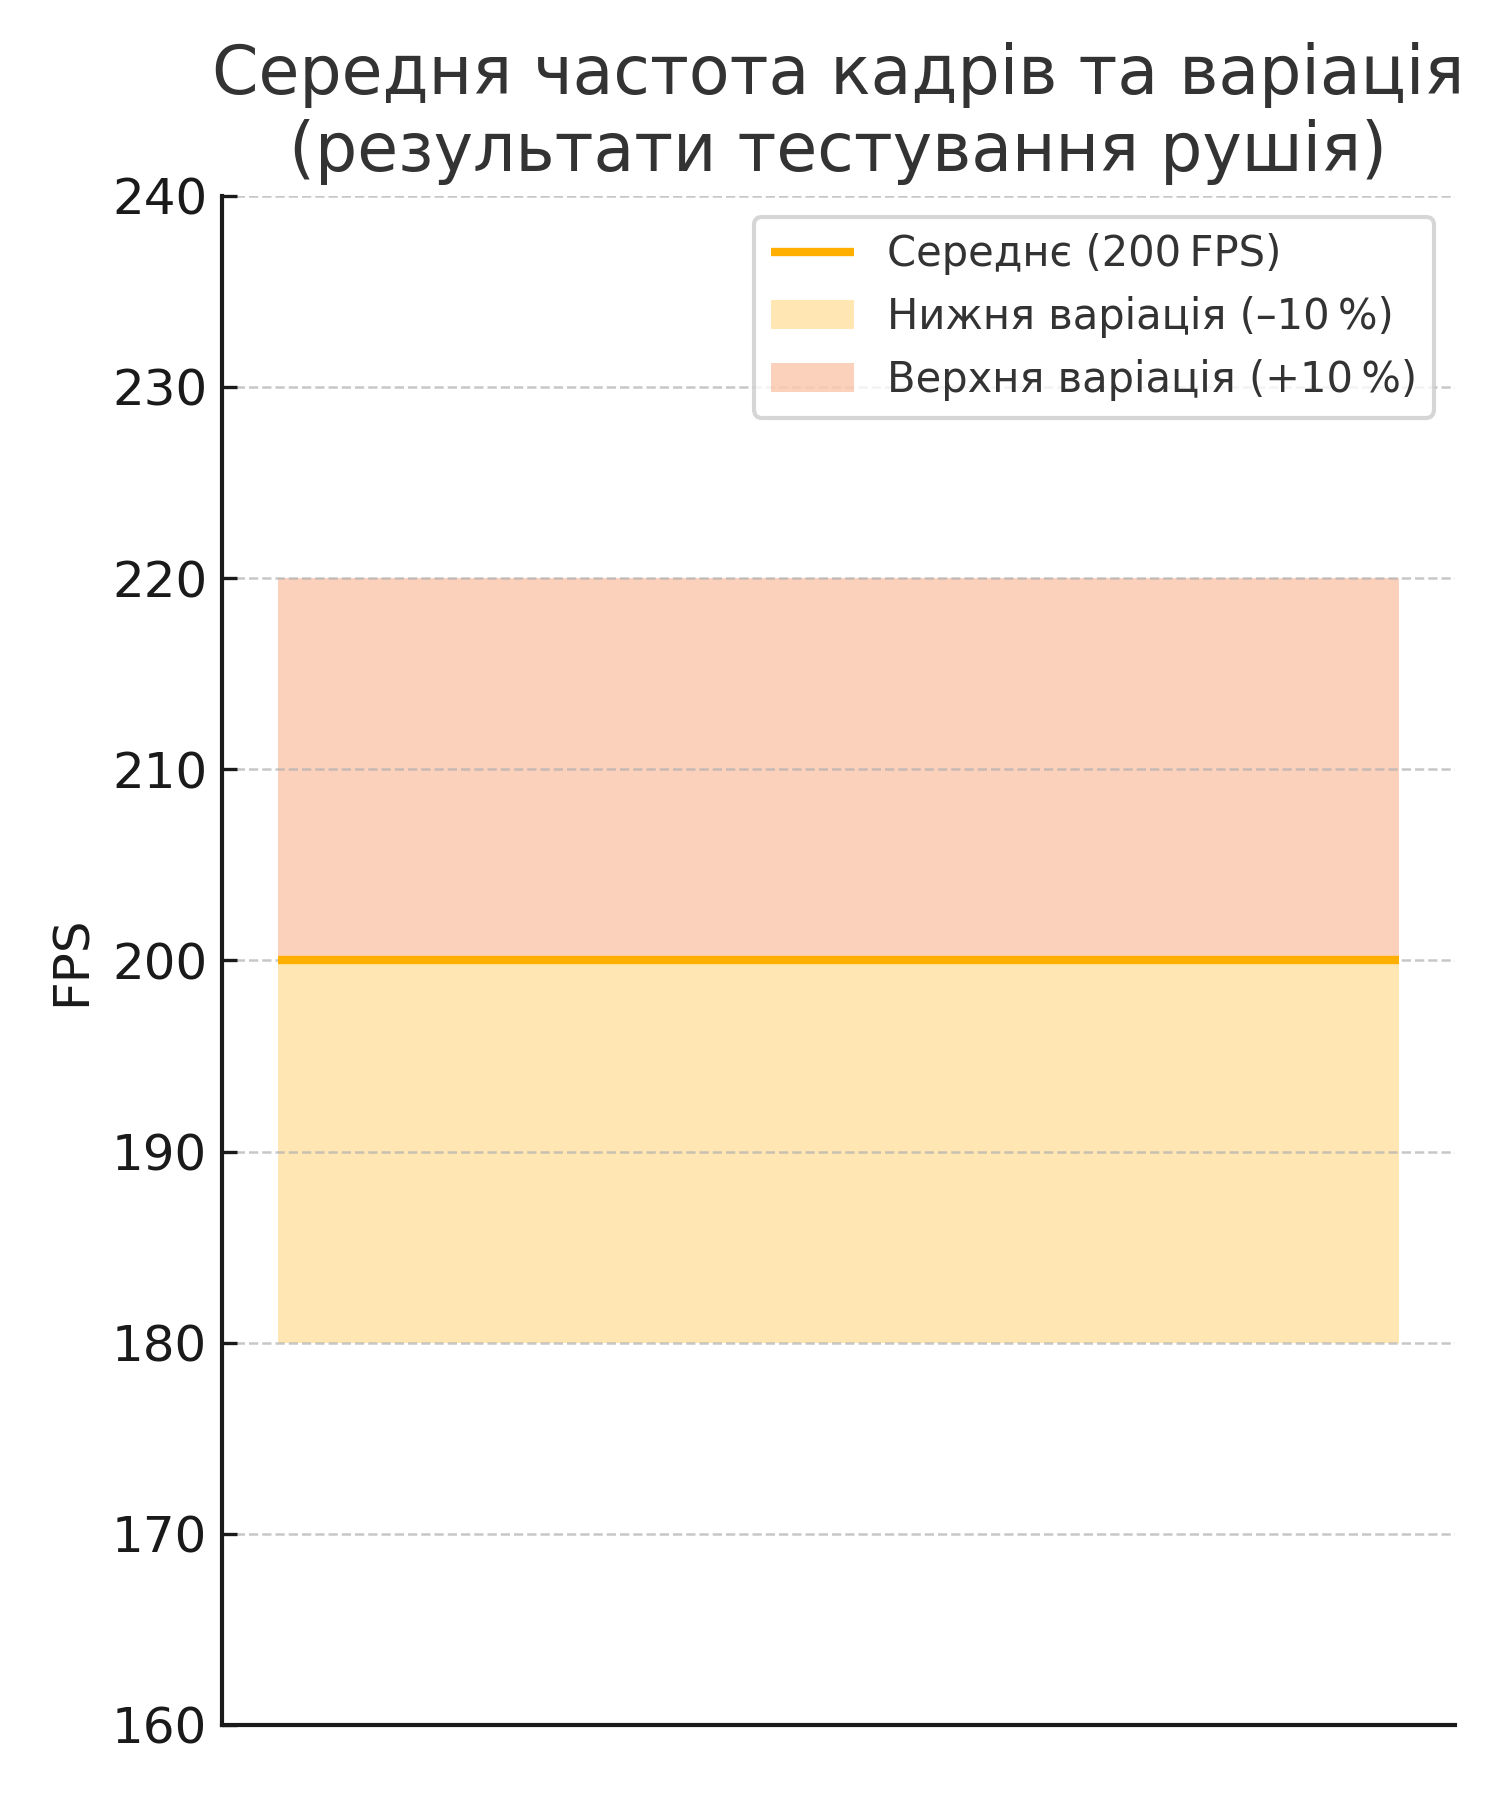 Середня частота кадрів та варіація
(результати тестування рушія)
240
Середнє (200 FPS)
Нижня варіація (–10 %)
230
Верхня варіація (+10 %)
220
210
FPS
200
190
180
170
160